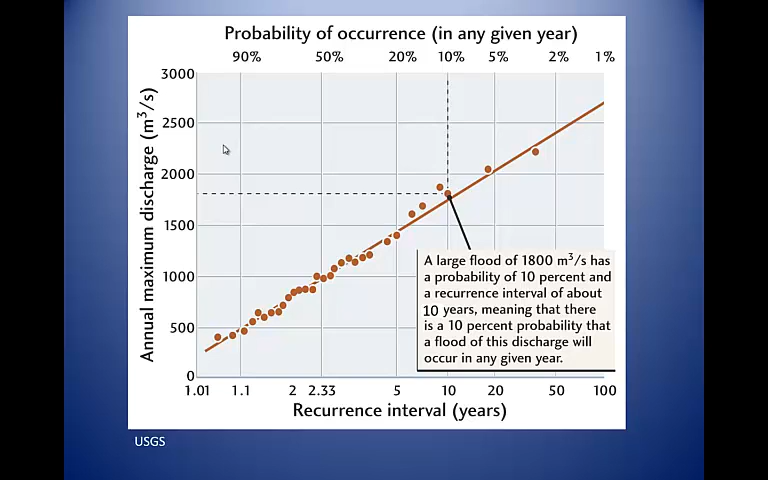 Probability of occurrence (in any given year)
90% 50% 20% 10% 5% 2% 1%
Annual maximum discharge (m³/s)
3000
2500
2000
1500
1000
500
0
A large flood of 1800 m³/s has
a probability of 10 percent and
a recurrence interval of about
10 years, meaning that there
is a 10 percent probability that
a flood of this discharge will
occur in any given year.
1.01 1.1 2 2.33 5 10 20 50 100
Recurrence interval (years)
USGS